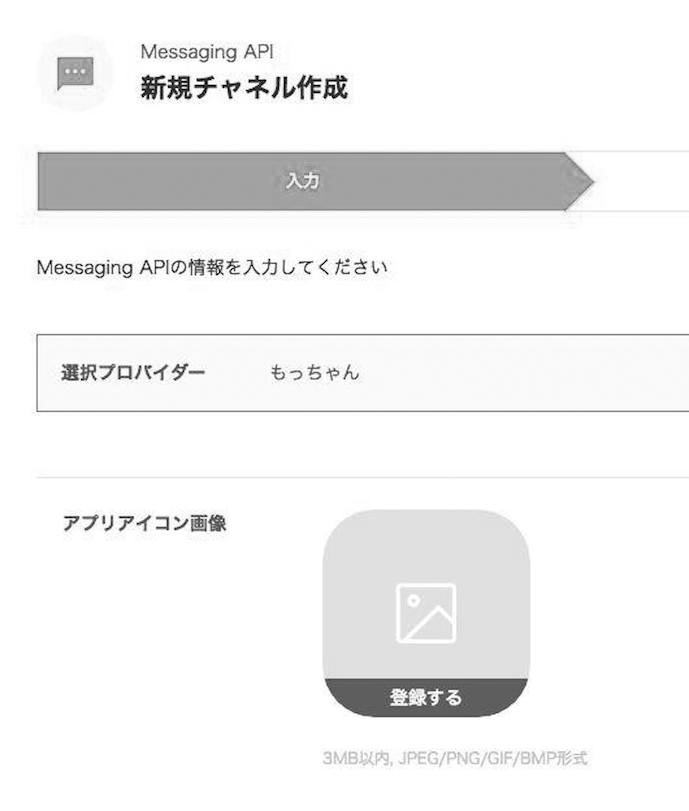 Messaging API
新規チャネル作成
入力
Messaging APIの情報を入力してください
選択プロバイダー もっちゃん
アプリアイコン画像
登録する
3MB以内, JPEG/PNG/GIF/BMP形式